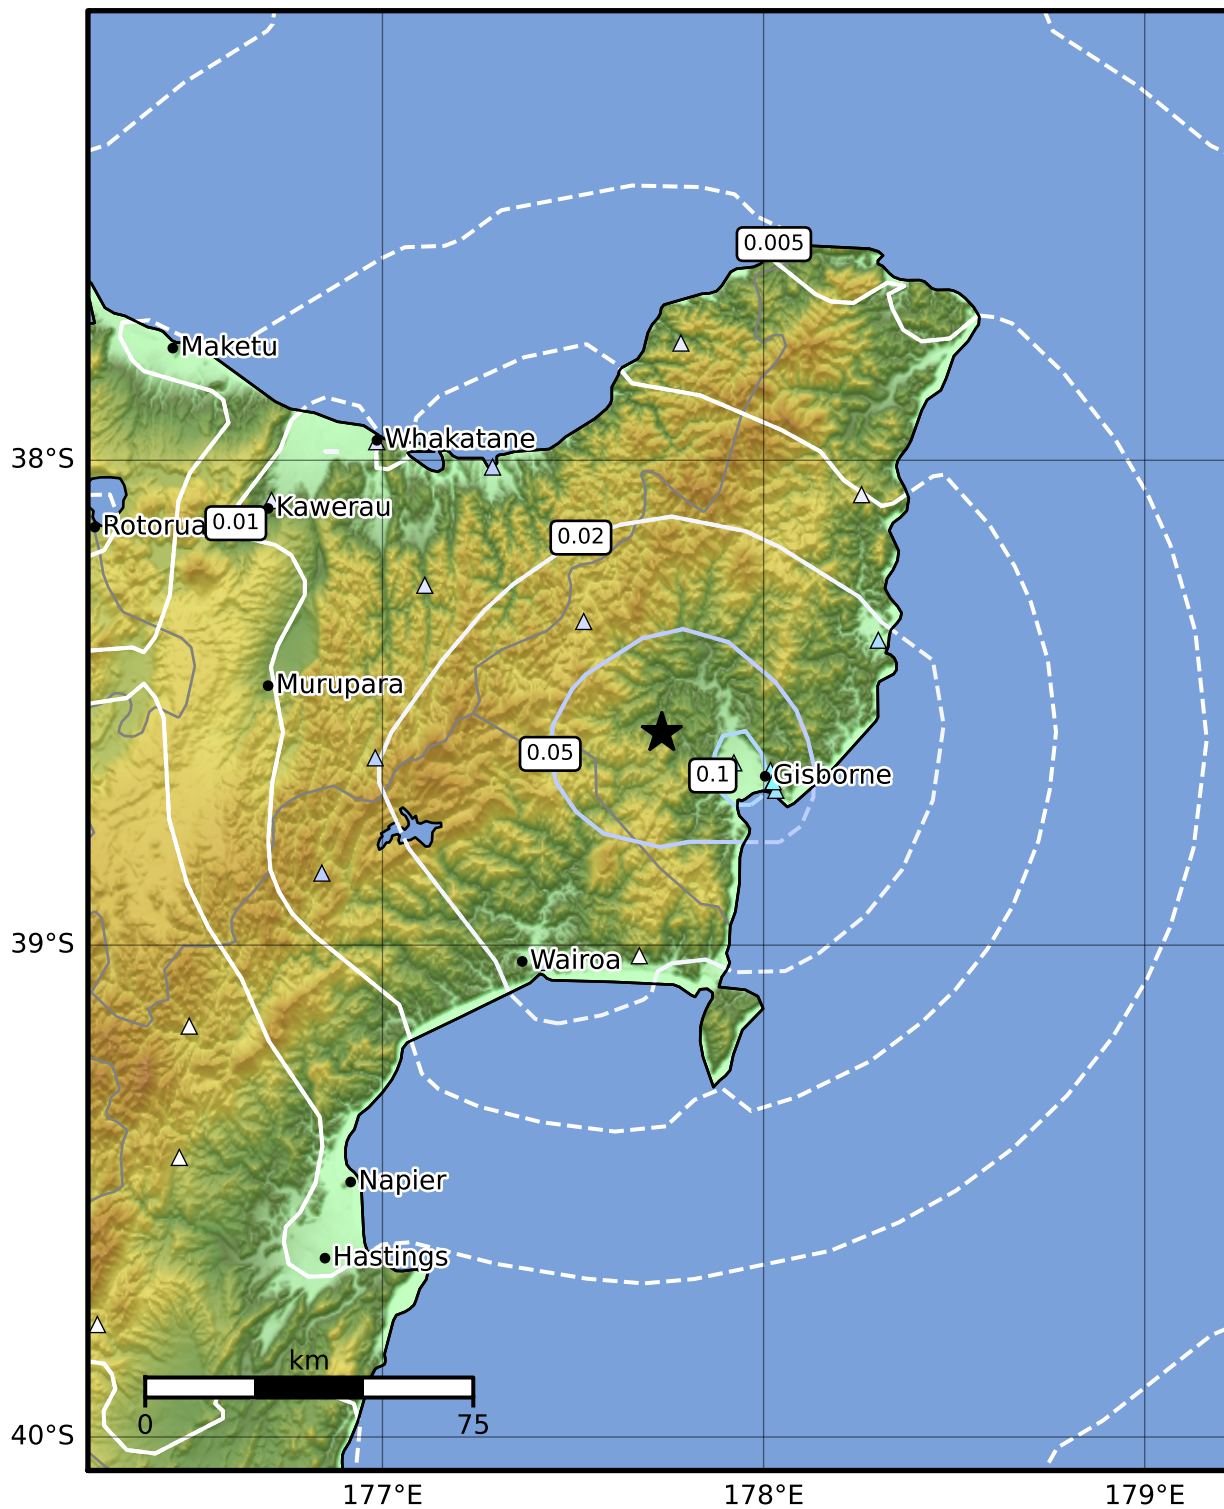 0.005
Maketu
Whakatane
38°S
Kawerau
Rotorua
0.01
0.02
Murupara
0.05
0.1
Gisborne
39°S
Wairoa
Napier
Hastings
km
0
75
40°S
177°E
178°E
179°E